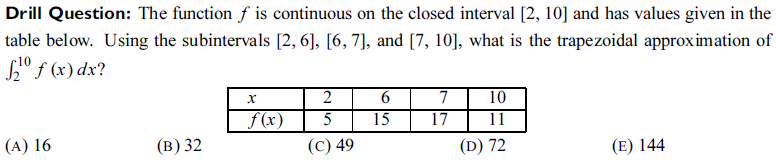 Drill Question: The function f is continuous on the closed interval [2, 10] and has values given in the
table below. Using the subintervals [2, 6], [6, 7], and [7, 10], what is the trapezoidal approximation of
∫₂¹⁰ f (x) dx?
x 2 6 7 10
f(x) 5 15 17 11
(A) 16 (B) 32 (C) 49 (D) 72 (E) 144